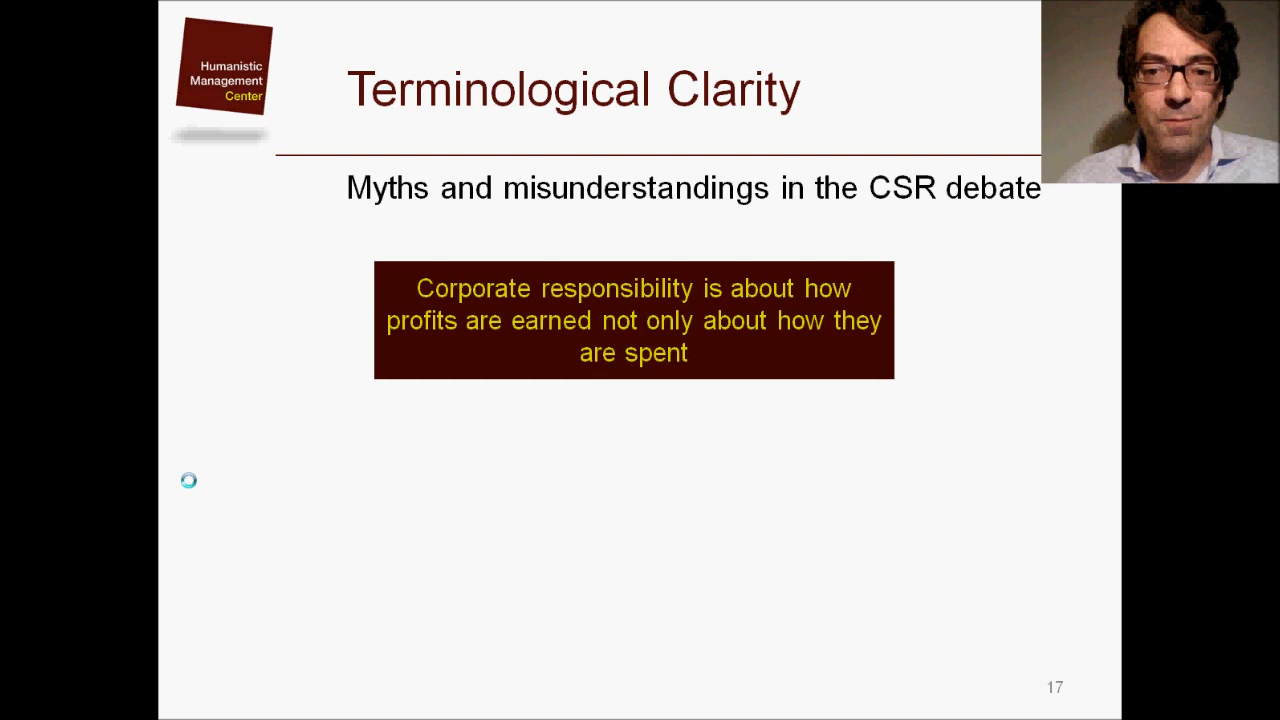 Humanistic
Management
Center
Terminological Clarity
Myths and misunderstandings in the CSR debate
Corporate responsibility is about how
profits are earned not only about how they
are spent
17